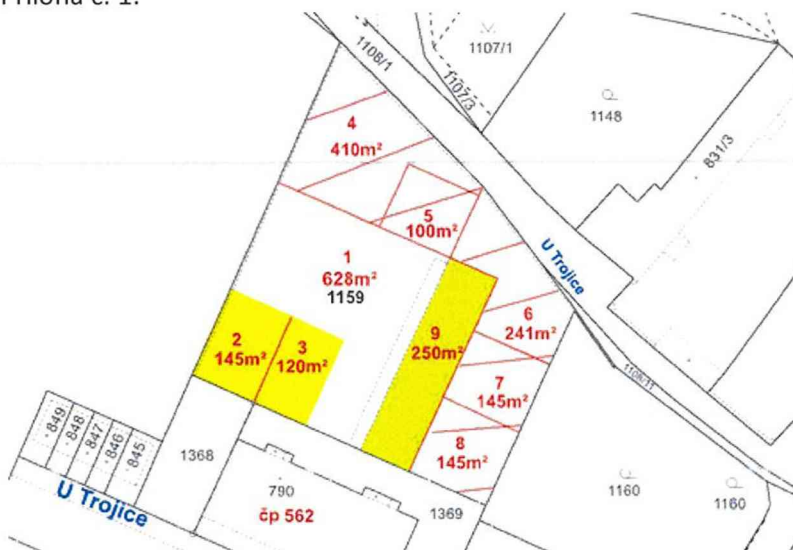 Příloha č. 1:
1108/1
1107/1
1107/3
1148
831/3
4
410m²
5
100m²
1
628m²
1159
U Trojice
2
145m²
3
120m²
9
250m²
6
241m²
7
145m²
8
145m²
1108/11
849
848
847
846
845
1368
790
čp 562
1369
1160
1160
U Trojice